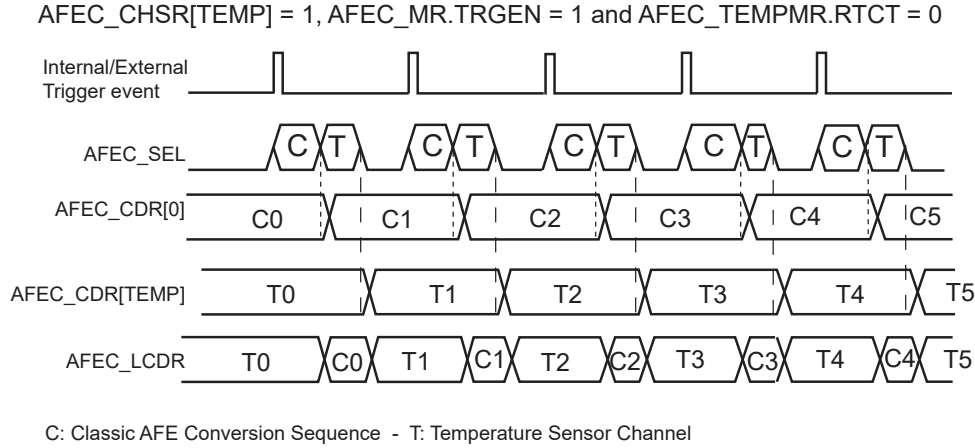 AFEC_CHSR[TEMP] = 1, AFEC_MR.TRGEN = 1 and AFEC_TEMPMR.RTCT = 0
Internal/External
Trigger event
AFEC_SEL
C T C T C T C T C T
AFEC_CDR[0]
C0 C1 C2 C3 C4 C5
AFEC_CDR[TEMP]
T0 T1 T2 T3 T4 T5
AFEC_LCDR
T0 C0 T1 C1 T2 C2 T3 C3 T4 C4 T5
C: Classic AFE Conversion Sequence - T: Temperature Sensor Channel